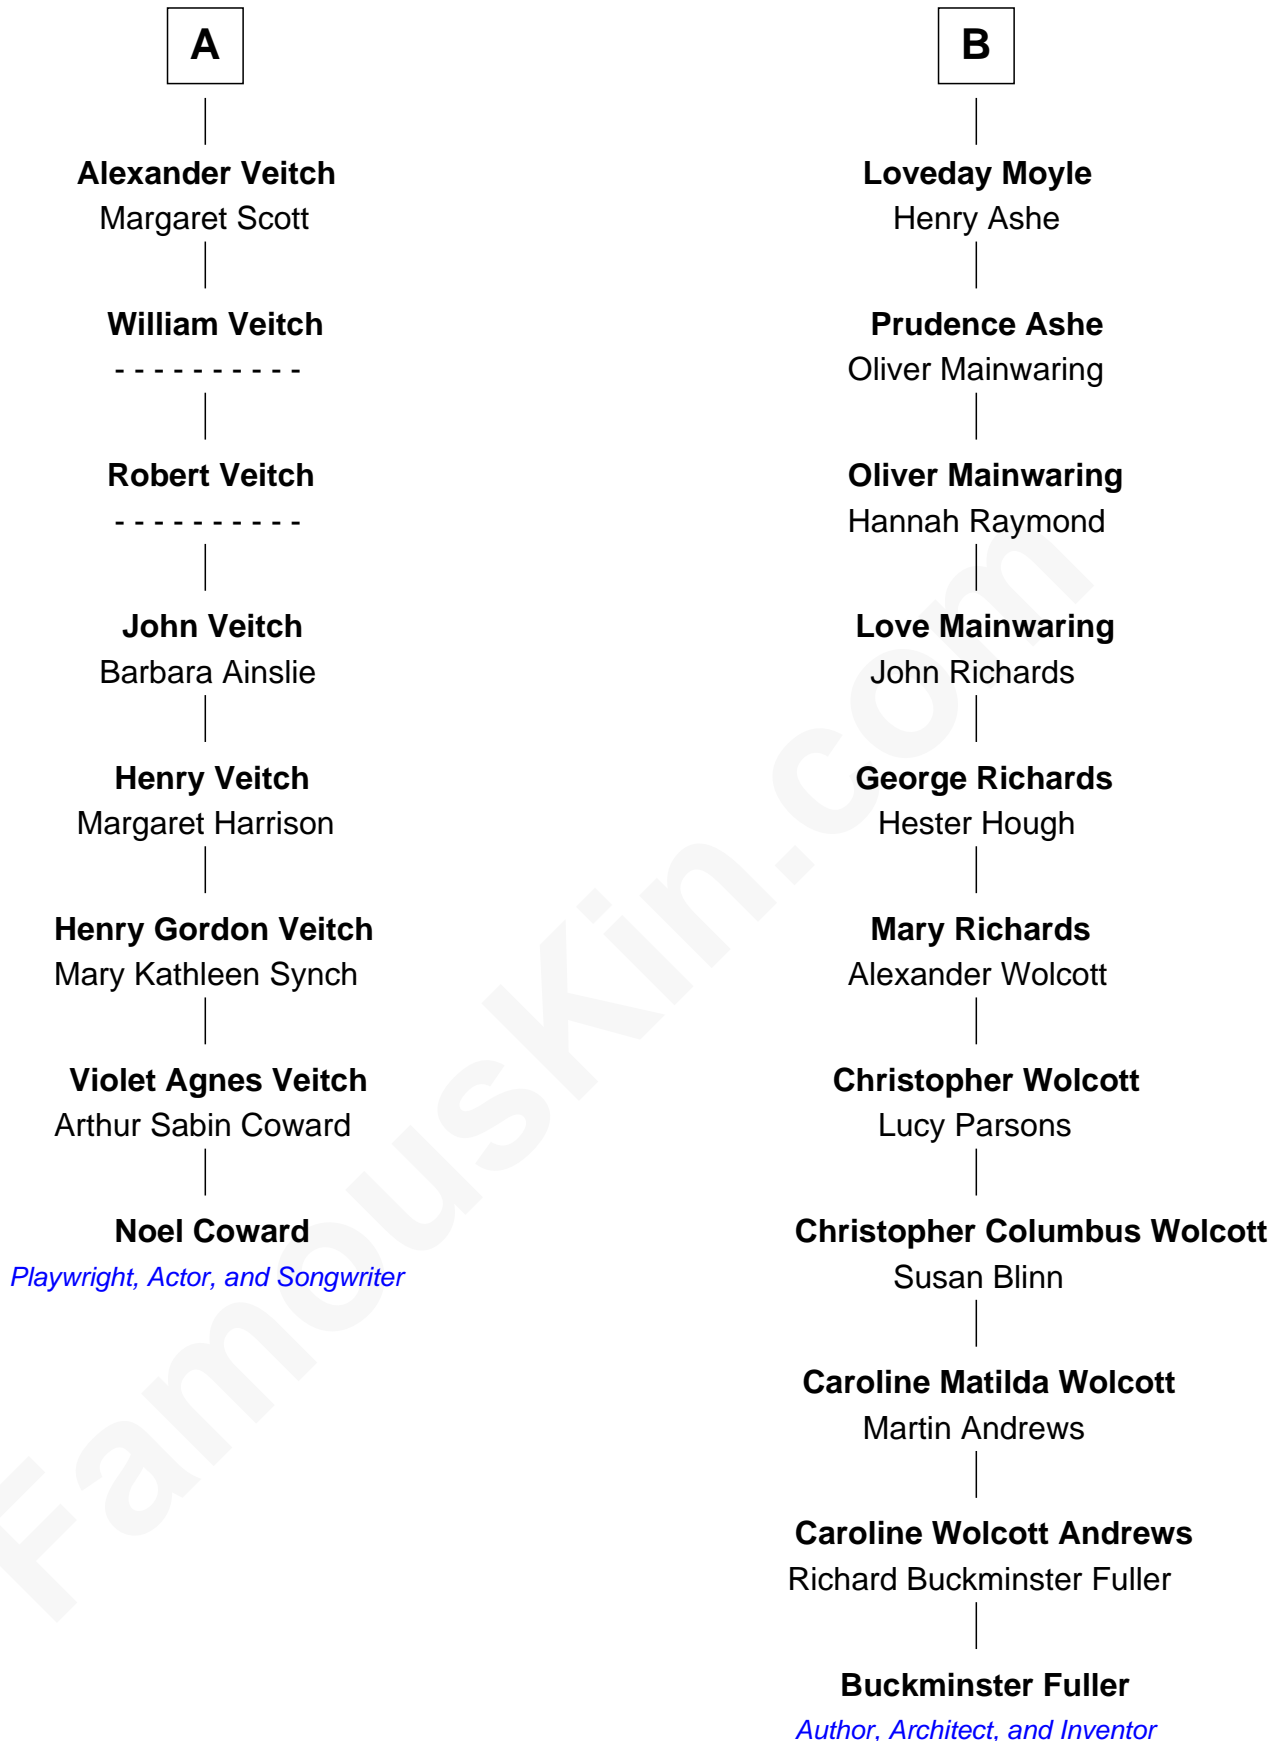 A
Alexander Veitch
Margaret Scott
William Veitch
- - - - - - - - - -
Robert Veitch
- - - - - - - - - -
John Veitch
Barbara Ainslie
Henry Veitch
Margaret Harrison
Henry Gordon Veitch
Mary Kathleen Synch
Violet Agnes Veitch
Arthur Sabin Coward
Noel Coward
Playwright, Actor, and Songwriter
B
Loveday Moyle
Henry Ashe
Prudence Ashe
Oliver Mainwaring
Oliver Mainwaring
Hannah Raymond
Love Mainwaring
John Richards
George Richards
Hester Hough
Mary Richards
Alexander Wolcott
Christopher Wolcott
Lucy Parsons
Christopher Columbus Wolcott
Susan Blinn
Caroline Matilda Wolcott
Martin Andrews
Caroline Wolcott Andrews
Richard Buckminster Fuller
Buckminster Fuller
Author, Architect, and Inventor
FamousKin.com